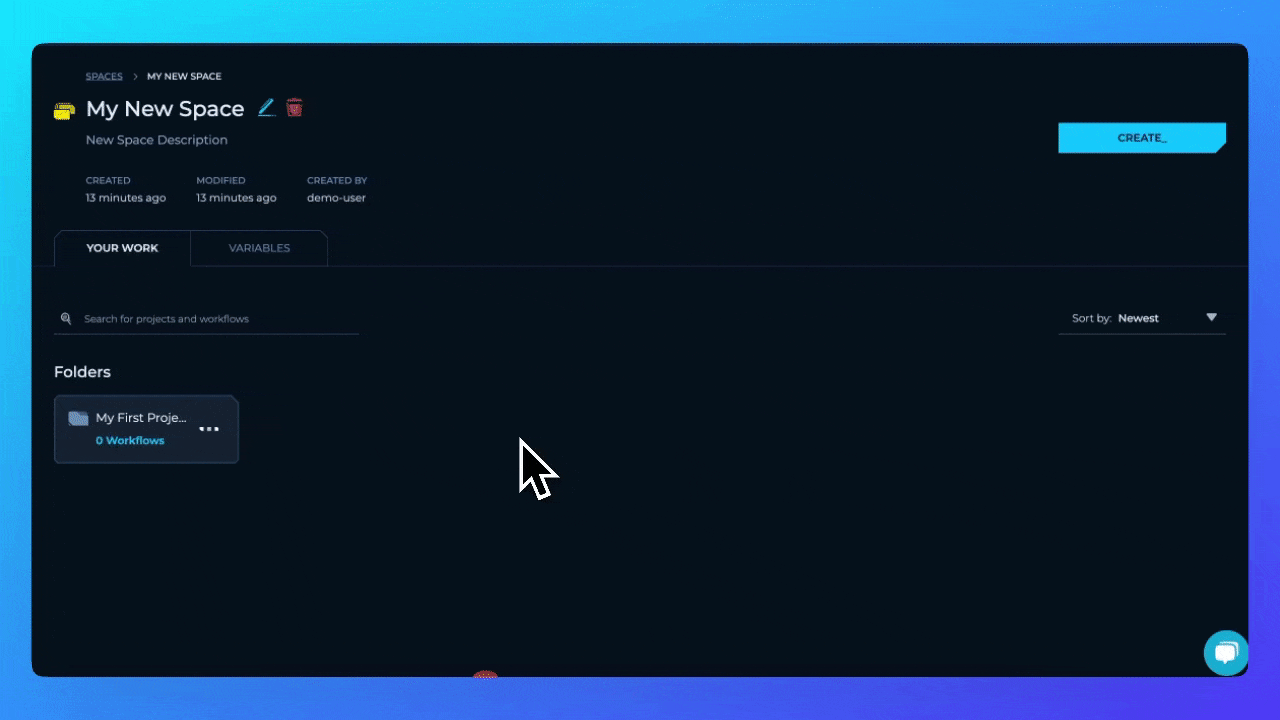 SPACES > MY NEW SPACE
My New Space
New Space Description
CREATE_
CREATED MODIFIED CREATED BY
13 minutes ago 13 minutes ago demo-user
YOUR WORK VARIABLES
Search for projects and workflows
Sort by: Newest
Folders
My First Proje...
0 Workflows